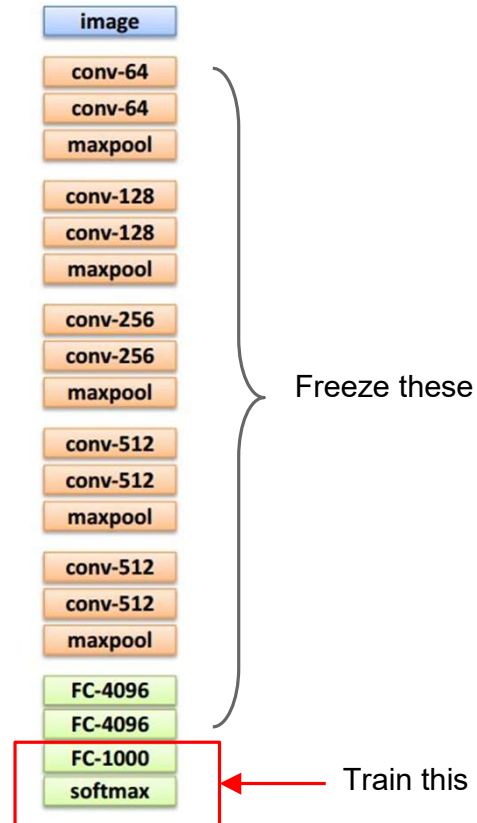 image
conv-64
conv-64
maxpool
conv-128
conv-128
maxpool
conv-256
conv-256
maxpool
Freeze these
conv-512
conv-512
maxpool
conv-512
conv-512
maxpool
FC-4096
FC-4096
FC-1000
Train this
softmax